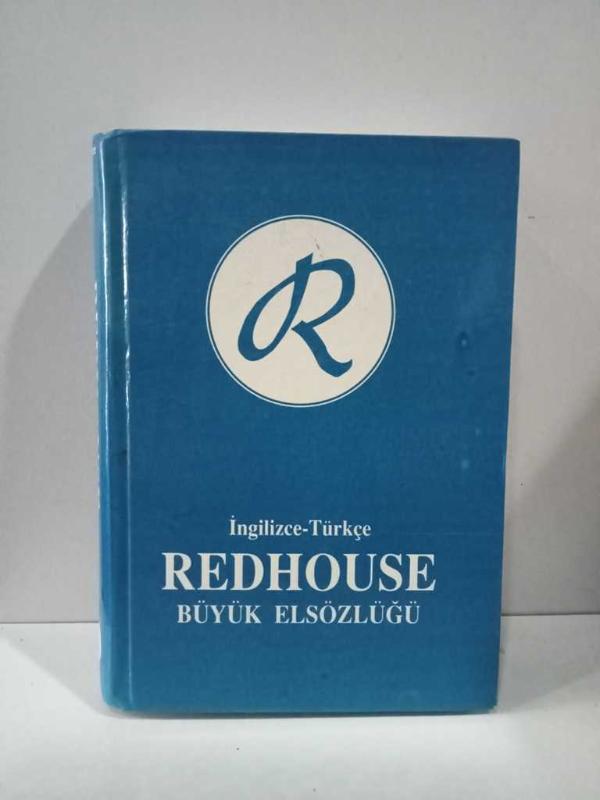 R
İngilizce-Türkçe
REDHOUSE
BÜYÜK ELSÖZLÜĞÜ